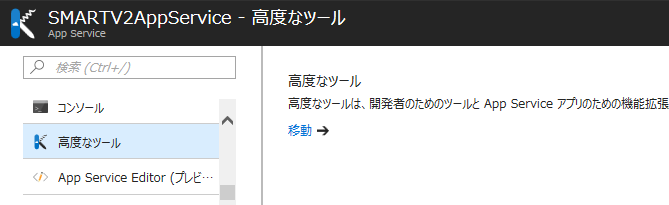 SMARTV2AppService - 高度なツール
App Service
検索 (Ctrl+/)
コンソール
高度なツール
App Service Editor (プレビ…
高度なツール
高度なツールは、開発者のためのツールと App Service アプリのための機能拡張
移動 ➔